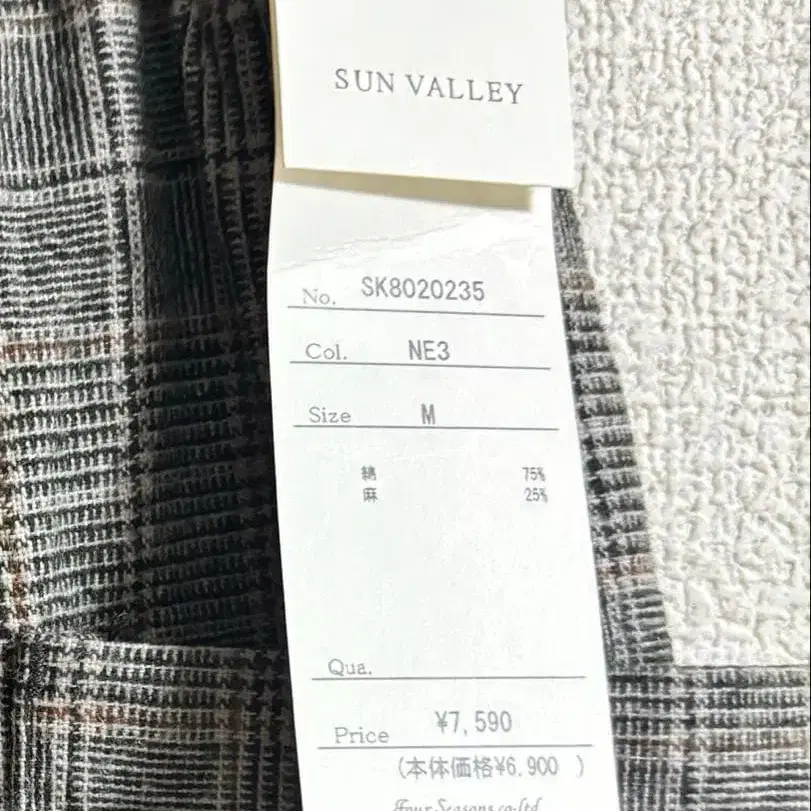 SUN VALLEY
No. SK8020235
Col. NE3
Size M
綿 75%
麻 25%
Qua.
Price ¥7,590
(本体価格¥6,900 )
Four Seasons co.,ltd